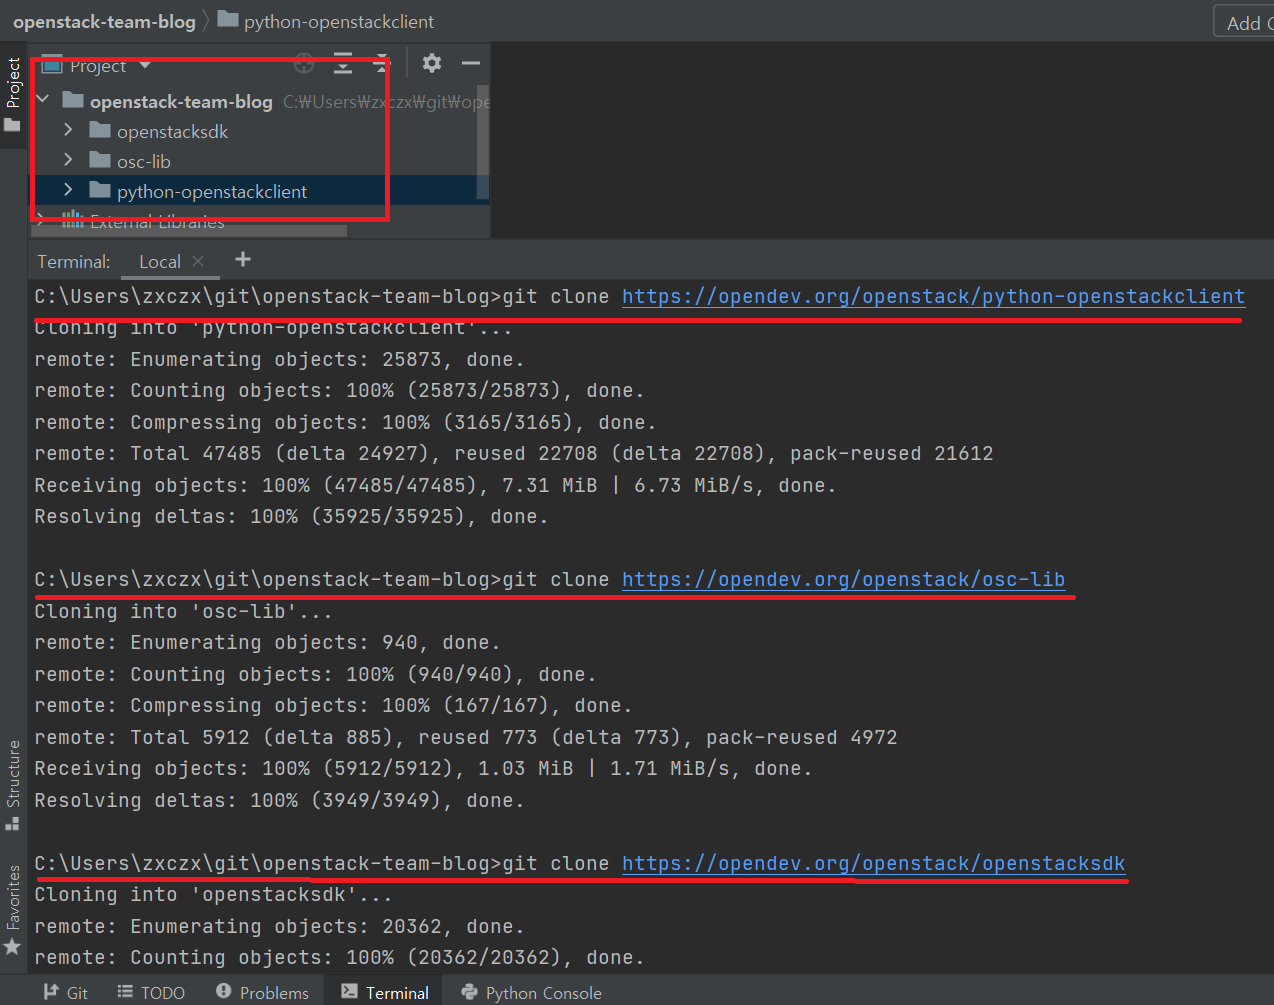 openstack-team-blog python-openstackclient
Add
Project
Project
openstack-team-blog C:₩Users₩zxczx₩git₩ope
openstacksdk
osc-lib
python-openstackclient
External Libraries
Terminal: Local
C:\Users\zxczx\git\openstack-team-blog>git clone https://opendev.org/openstack/python-openstackclient
Cloning into 'python-openstackclient'...
remote: Enumerating objects: 25873, done.
remote: Counting objects: 100% (25873/25873), done.
remote: Compressing objects: 100% (3165/3165), done.
remote: Total 47485 (delta 24927), reused 22708 (delta 22708), pack-reused 21612
Receiving objects: 100% (47485/47485), 7.31 MiB | 6.73 MiB/s, done.
Resolving deltas: 100% (35925/35925), done.
C:\Users\zxczx\git\openstack-team-blog>git clone https://opendev.org/openstack/osc-lib
Cloning into 'osc-lib'...
remote: Enumerating objects: 940, done.
remote: Counting objects: 100% (940/940), done.
remote: Compressing objects: 100% (167/167), done.
remote: Total 5912 (delta 885), reused 773 (delta 773), pack-reused 4972
Receiving objects: 100% (5912/5912), 1.03 MiB | 1.71 MiB/s, done.
Resolving deltas: 100% (3949/3949), done.
C:\Users\zxczx\git\openstack-team-blog>git clone https://opendev.org/openstack/openstacksdk
Cloning into 'openstacksdk'...
remote: Enumerating objects: 20362, done.
remote: Counting objects: 100% (20362/20362), done.
Structure
Favorites
Git TODO Problems Terminal Python Console